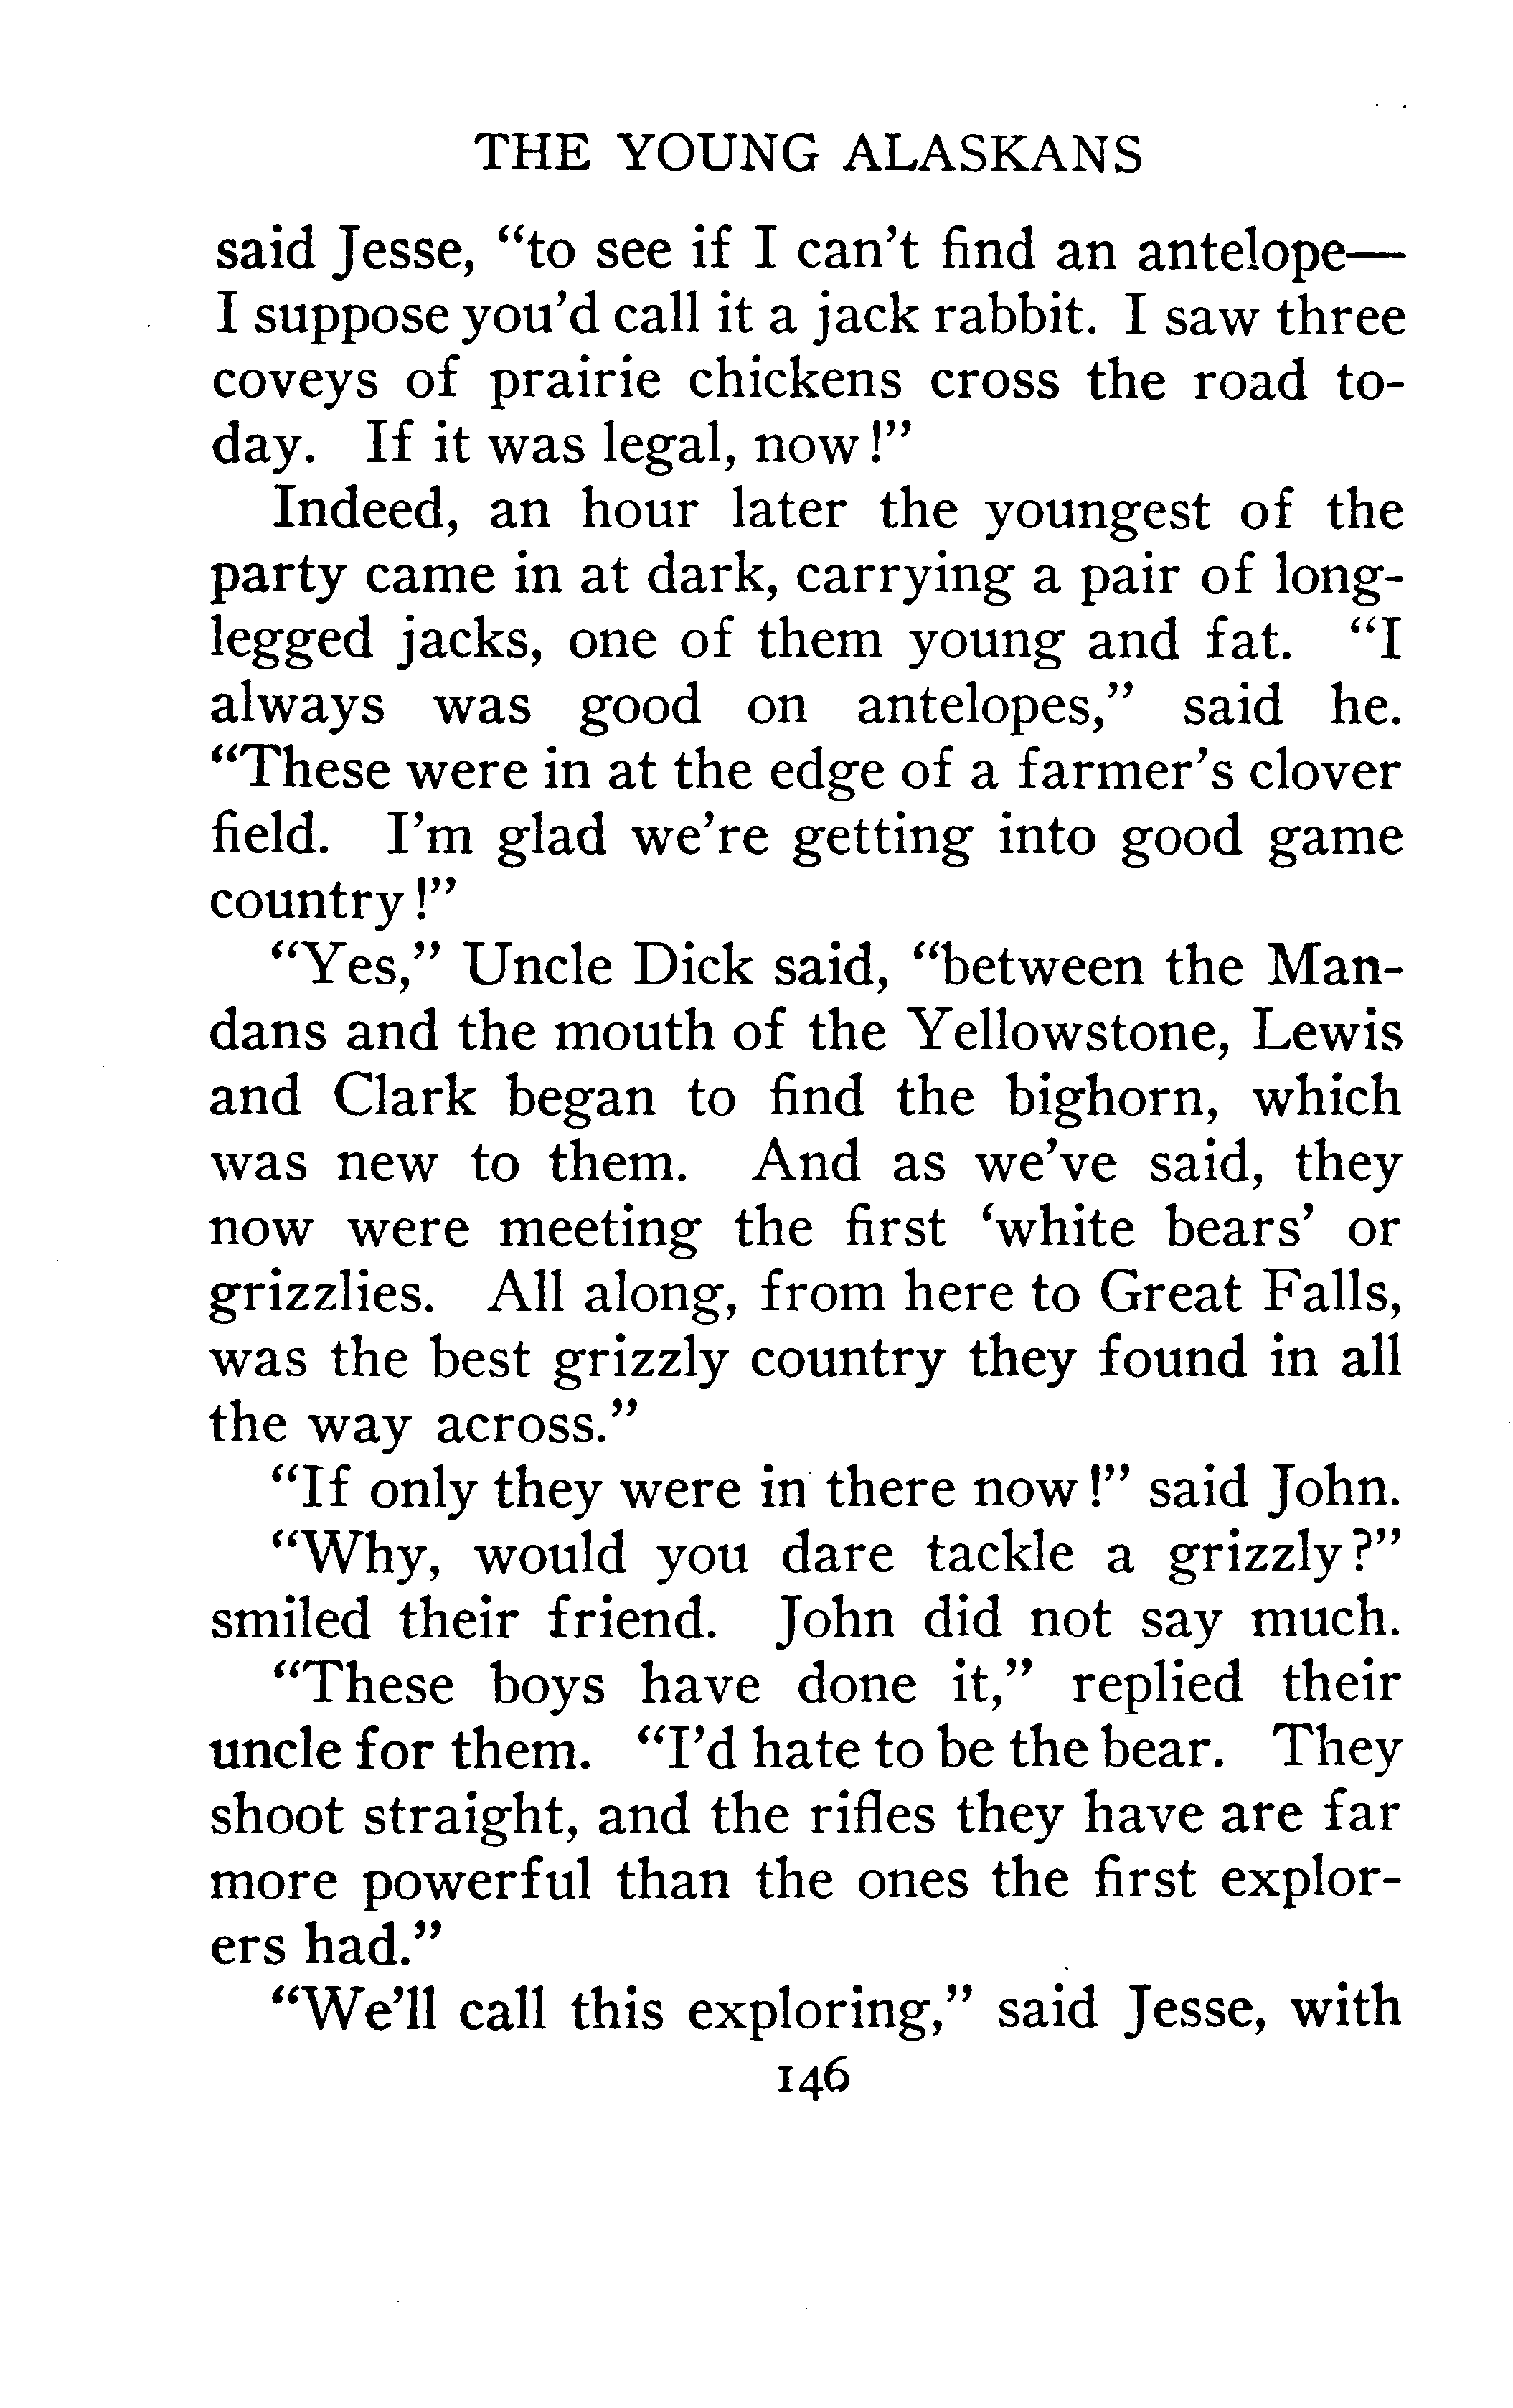 THE YOUNG ALASKANS
said Jesse, “to see if I can’t find an antelope—
I suppose you’d call it a jack rabbit. I saw three
coveys of prairie chickens cross the road to-
day. If it was legal, now!”
Indeed, an hour later the youngest of the
party came in at dark, carrying a pair of long-
legged jacks, one of them young and fat. “I
always was good on antelopes,” said he.
“These were in at the edge of a farmer’s clover
field. I’m glad we’re getting into good game
country!”
“Yes,” Uncle Dick said, “between the Man-
dans and the mouth of the Yellowstone, Lewis
and Clark began to find the bighorn, which
was new to them. And as we’ve said, they
now were meeting the first ‘white bears’ or
grizzlies. All along, from here to Great Falls,
was the best grizzly country they found in all
the way across.”
“If only they were in there now!” said John.
“Why, would you dare tackle a grizzly?”
smiled their friend. John did not say much.
“These boys have done it,” replied their
uncle for them. “I’d hate to be the bear. They
shoot straight, and the rifles they have are far
more powerful than the ones the first explor-
ers had.”
“We’ll call this exploring,” said Jesse, with
146